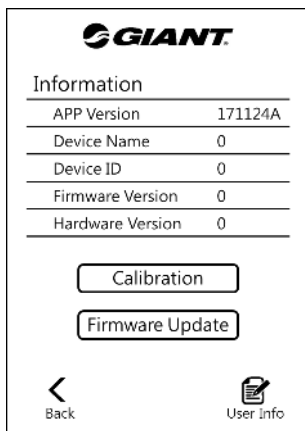 GIANT
Information
APP Version 171124A
Device Name 0
Device ID 0
Firmware Version 0
Hardware Version 0
Calibration
Firmware Update
Back User Info